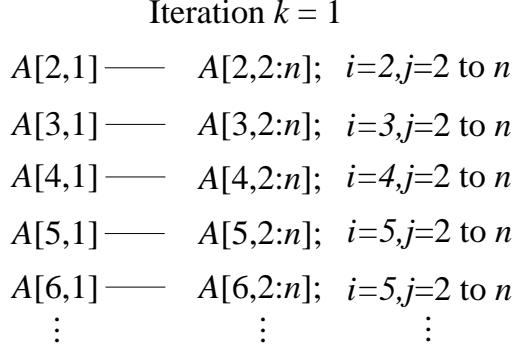 Iteration k = 1
A[2,1] —— A[2,2:n]; i=2,j=2 to n
A[3,1] —— A[3,2:n]; i=3,j=2 to n
A[4,1] —— A[4,2:n]; i=4,j=2 to n
A[5,1] —— A[5,2:n]; i=5,j=2 to n
A[6,1] —— A[6,2:n]; i=5,j=2 to n
⋮ ⋮ ⋮